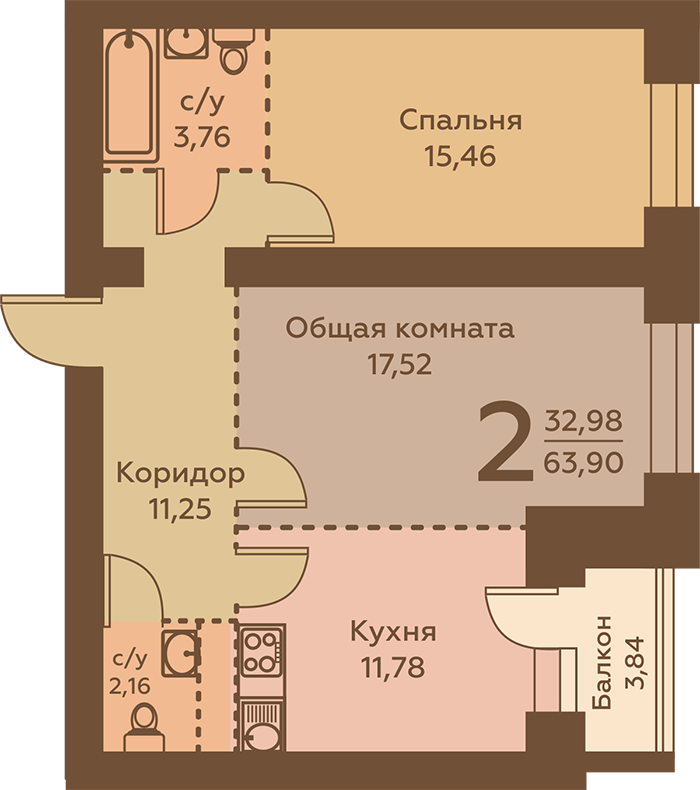 с/у
3,76
Спальня
15,46
Общая комната
17,52
2
32,98
63,90
Коридор
11,25
с/у
2,16
Кухня
11,78
Балкон
3,84